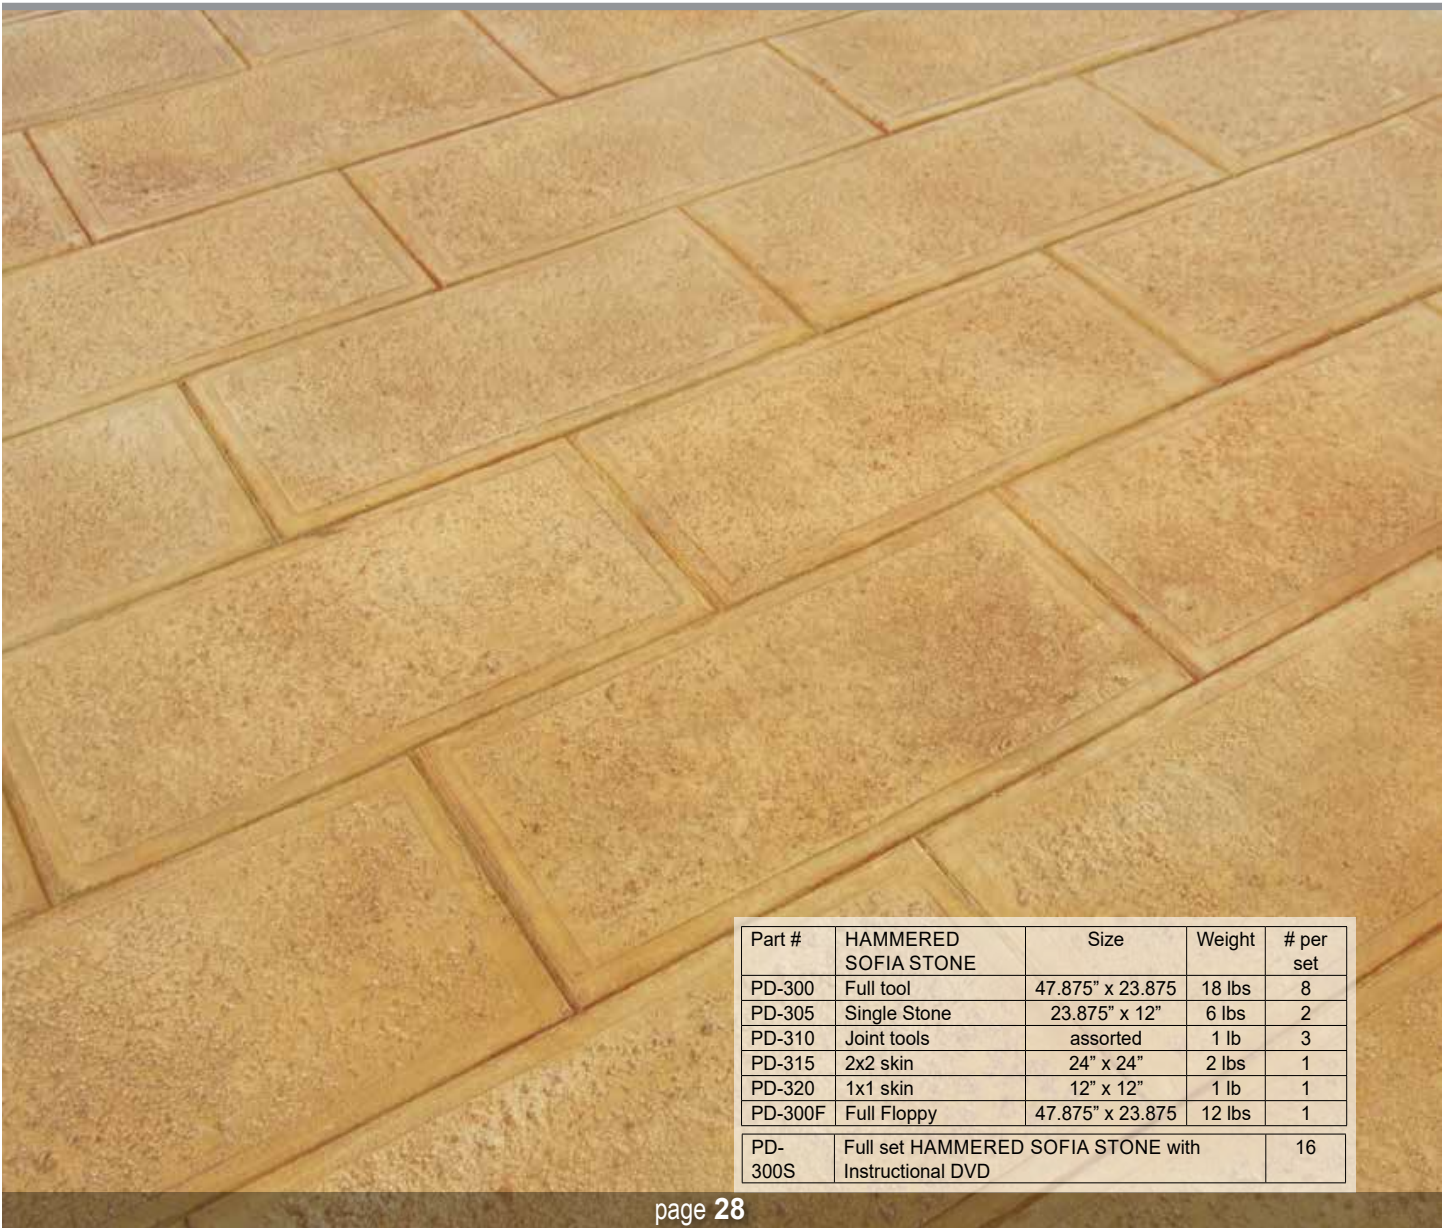 Part # HAMMERED SOFIA STONE Size Weight # per set
PD-300 Full tool 47.875” x 23.875 18 lbs 8
PD-305 Single Stone 23.875” x 12” 6 lbs 2
PD-310 Joint tools assorted 1 lb 3
PD-315 2x2 skin 24” x 24” 2 lbs 1
PD-320 1x1 skin 12” x 12” 1 lb 1
PD-300F Full Floppy 47.875” x 23.875 12 lbs 1
PD-300S Full set HAMMERED SOFIA STONE with Instructional DVD 16
page 28